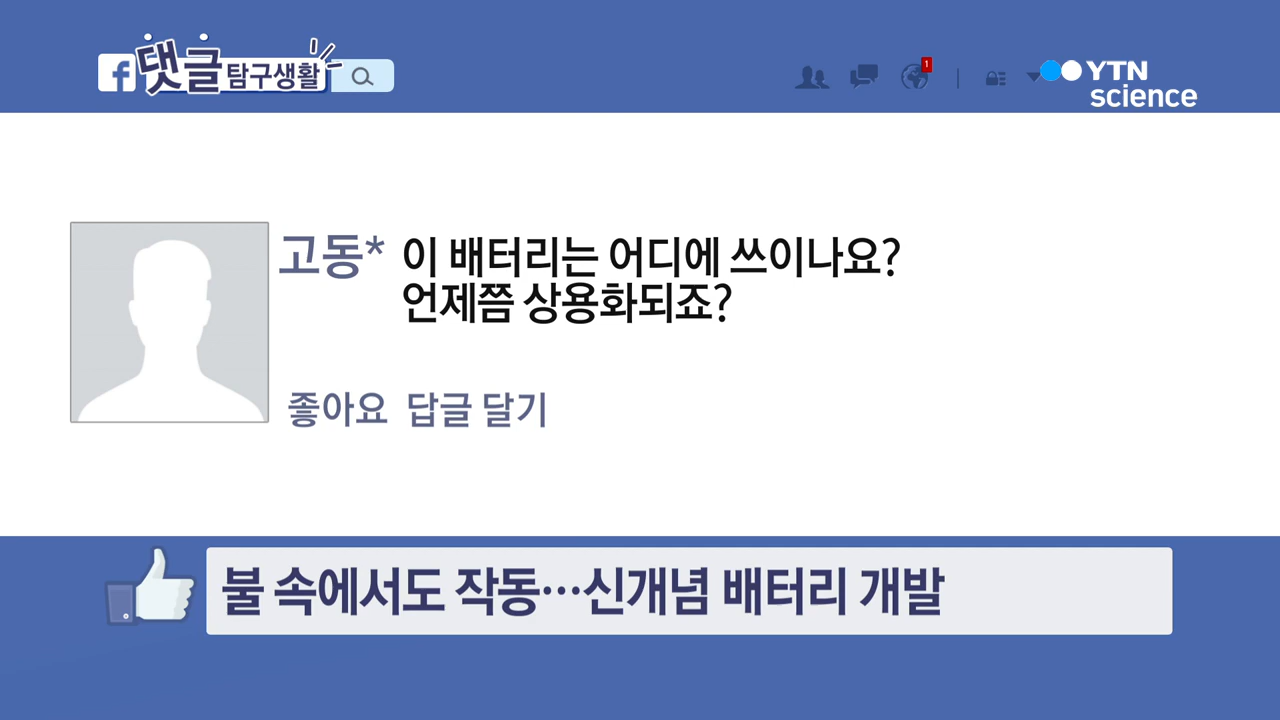 f 댓글 탐구생활
1
YTN
science
고동* 이 배터리는 어디에 쓰이나요?
언제쯤 상용화되죠?
좋아요 답글 달기
불 속에서도 작동…신개념 배터리 개발